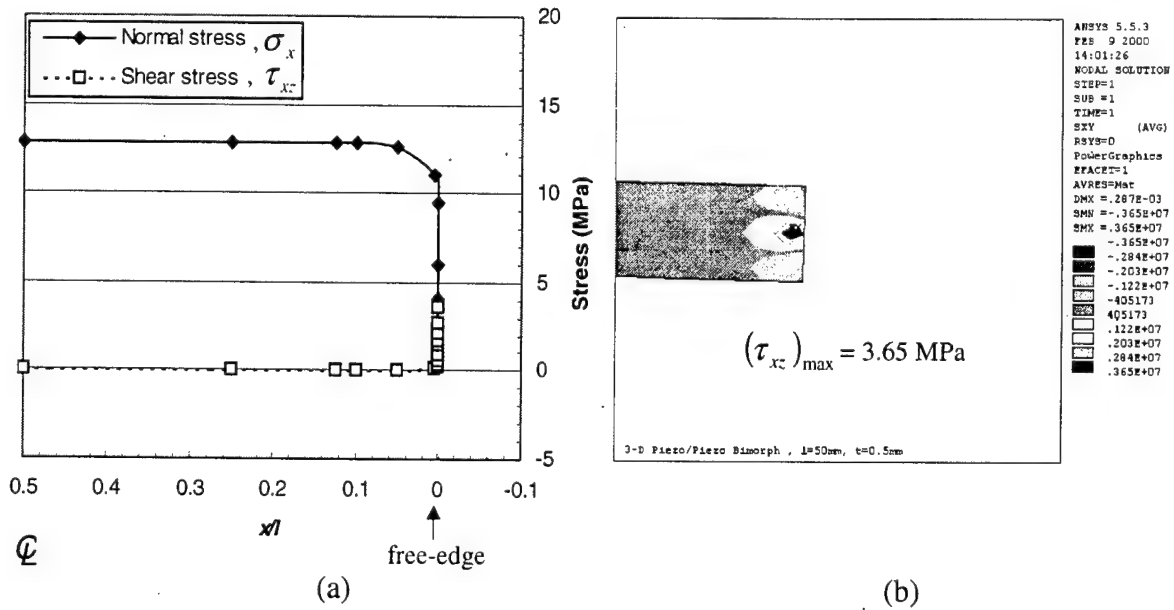 Normal stress , σx
Shear stress , τxz
20
15
10
5
0
-5
Stress (MPa)
0.5
0.4
0.3
0.2
0.1
0
-0.1
x/l
℄
free-edge
(a)
(τxz)max = 3.65 MPa
3-D Piezo/Piezo Bimorph , l=50mm, t=0.5mm
(b)
ANSYS 5.5.3
FEB 9 2000
14:01:26
NODAL SOLUTION
STEP=1
SUB =1
TIME=1
SXY (AVG)
RSYS=0
PowerGraphics
EFACET=1
AVRES=Mat
DMX =.287E-03
SMN =-.365E+07
SMX =.365E+07
-.365E+07
-.284E+07
-.203E+07
-.122E+07
-405173
405173
.122E+07
.203E+07
.284E+07
.365E+07